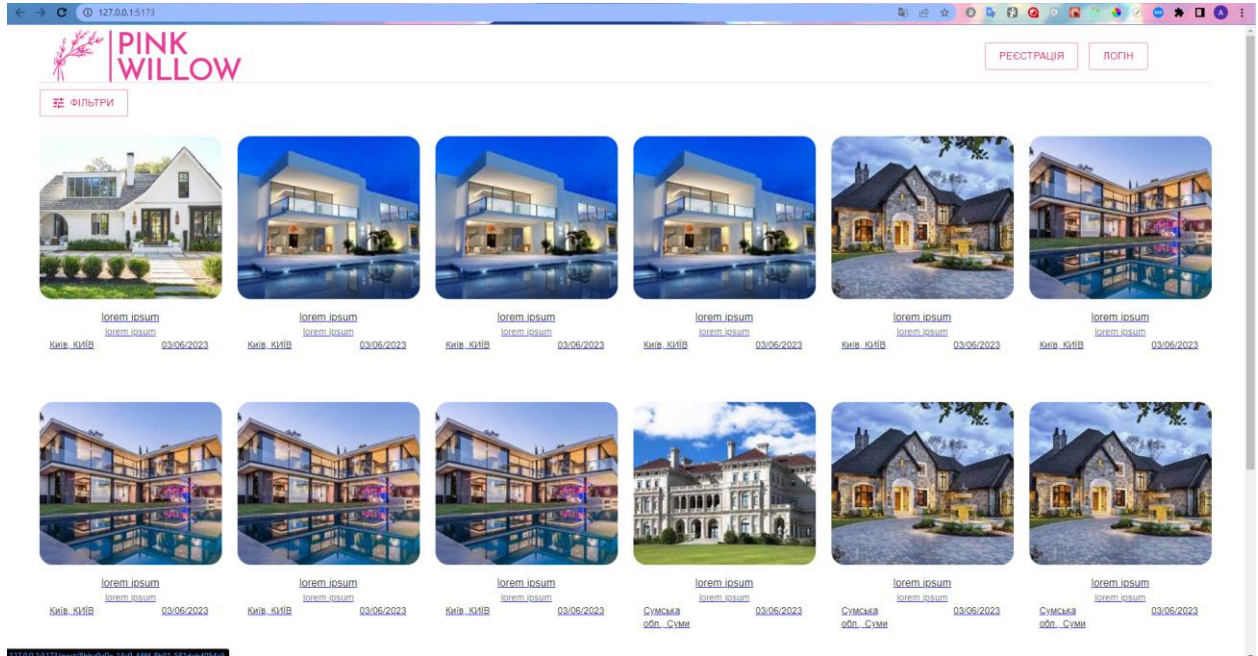 127.0.0.1:5173
PINK
WILLOW
РЕЄСТРАЦІЯ
ЛОГІН
ФІЛЬТРИ
lorem ipsum
lorem ipsum
Київ, КИЇВ 03/06/2023
lorem ipsum
lorem ipsum
Київ, КИЇВ 03/06/2023
lorem ipsum
lorem ipsum
Київ, КИЇВ 03/06/2023
lorem ipsum
lorem ipsum
Київ, КИЇВ 03/06/2023
lorem ipsum
lorem ipsum
Київ, КИЇВ 03/06/2023
lorem ipsum
lorem ipsum
Київ, КИЇВ 03/06/2023
lorem ipsum
lorem ipsum
Київ, КИЇВ 03/06/2023
lorem ipsum
lorem ipsum
Київ, КИЇВ 03/06/2023
lorem ipsum
lorem ipsum
Київ, КИЇВ 03/06/2023
lorem ipsum
lorem ipsum
Сумська 03/06/2023
обл., Суми
lorem ipsum
lorem ipsum
Сумська 03/06/2023
обл., Суми
lorem ipsum
lorem ipsum
Сумська 03/06/2023
обл., Суми